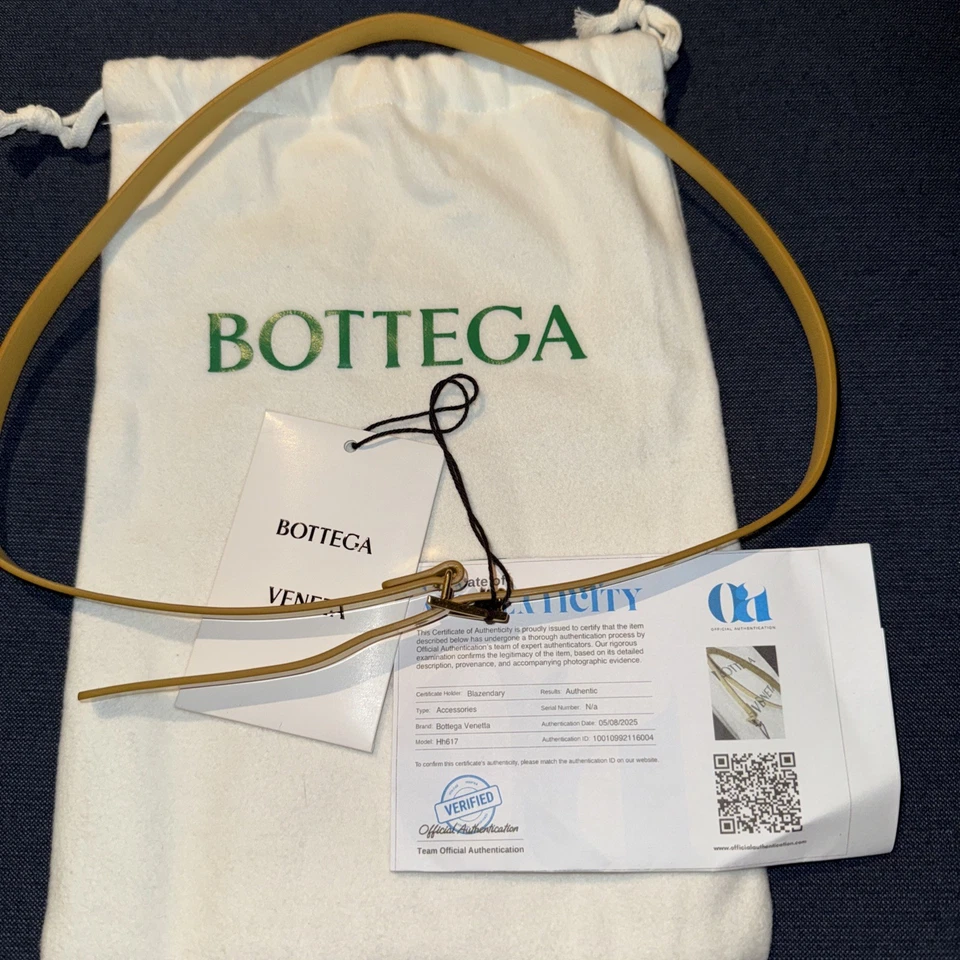 BOTTEGA
BOTTEGA
VENETA
OFFICIAL AUTHENTICATION
This Certificate of Authenticity is proudly issued to certify that the item
described below has undergone a thorough authentication process by
Official Authentication's team of expert authenticators. Our rigorous
examination confirms the legitimacy of the item, based on its detailed
description, provenance, and accompanying photographic evidence.
Certificate Holder: Blazendary
Results: Authentic
Type: Accessories
Serial Number: N/a
Brand: Bottega Venetta
Authentication Date: 05/08/2025
Model: Hh617
Authentication ID: 10010992116004
To confirm this certificate's authenticity, please match the authentication ID on our website.
VERIFIED
Official Authentication
Team Official Authentication
www.officialauthentication.com
BOTTEGA